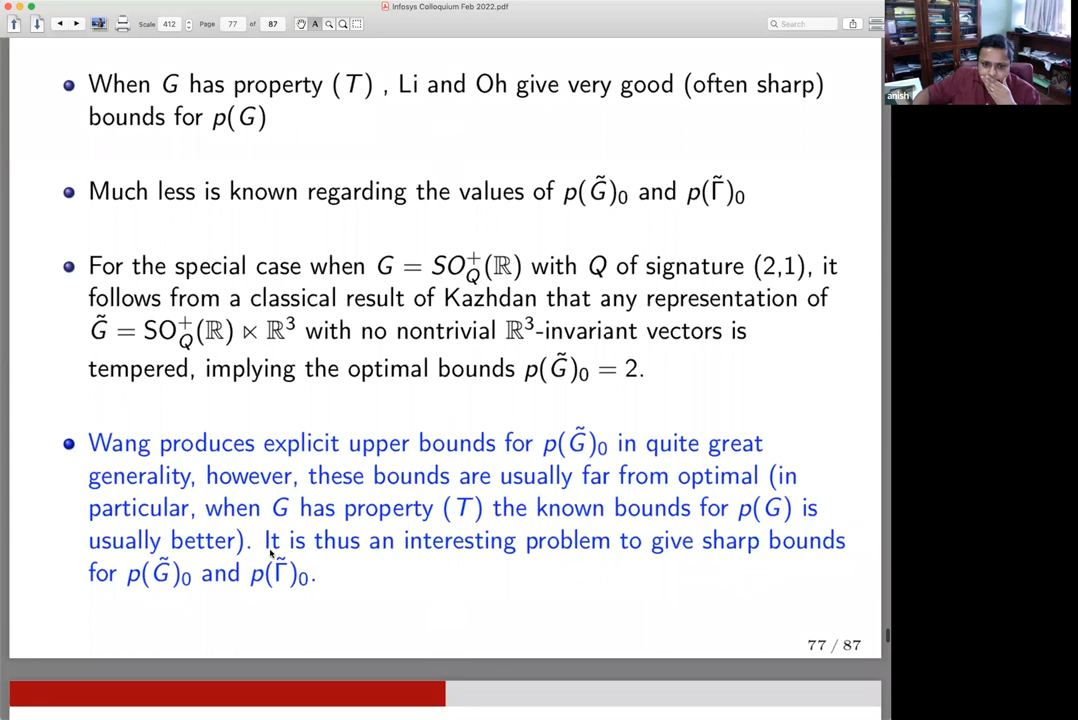 Infosys Colloquium Feb 2022.pdf
Scale 412 Page 77 of 87 A Search
• When G has property (T) , Li and Oh give very good (often sharp)
bounds for p(G)
• Much less is known regarding the values of p(G̃)₀ and p(Γ̃)₀
• For the special case when G = SO⁺_Q(ℝ) with Q of signature (2,1), it
follows from a classical result of Kazhdan that any representation of
G̃ = SO⁺_Q(ℝ) ⋉ ℝ³ with no nontrivial ℝ³-invariant vectors is
tempered, implying the optimal bounds p(G̃)₀ = 2.
• Wang produces explicit upper bounds for p(G̃)₀ in quite great
generality, however, these bounds are usually far from optimal (in
particular, when G has property (T) the known bounds for p(G) is
usually better). It is thus an interesting problem to give sharp bounds
for p(G̃)₀ and p(Γ̃)₀.
77 / 87
anish